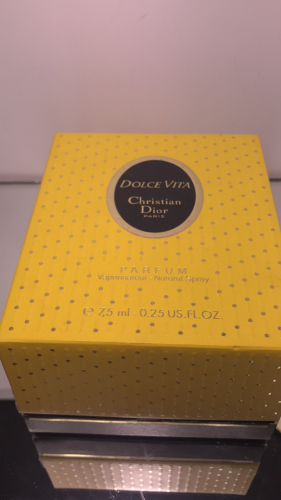 DOLCE VITA
Christian
Dior
PARIS
PARFUM
Vaporisateur - Natural Spray
e 7,5 ml 0.25 US.FL.OZ.